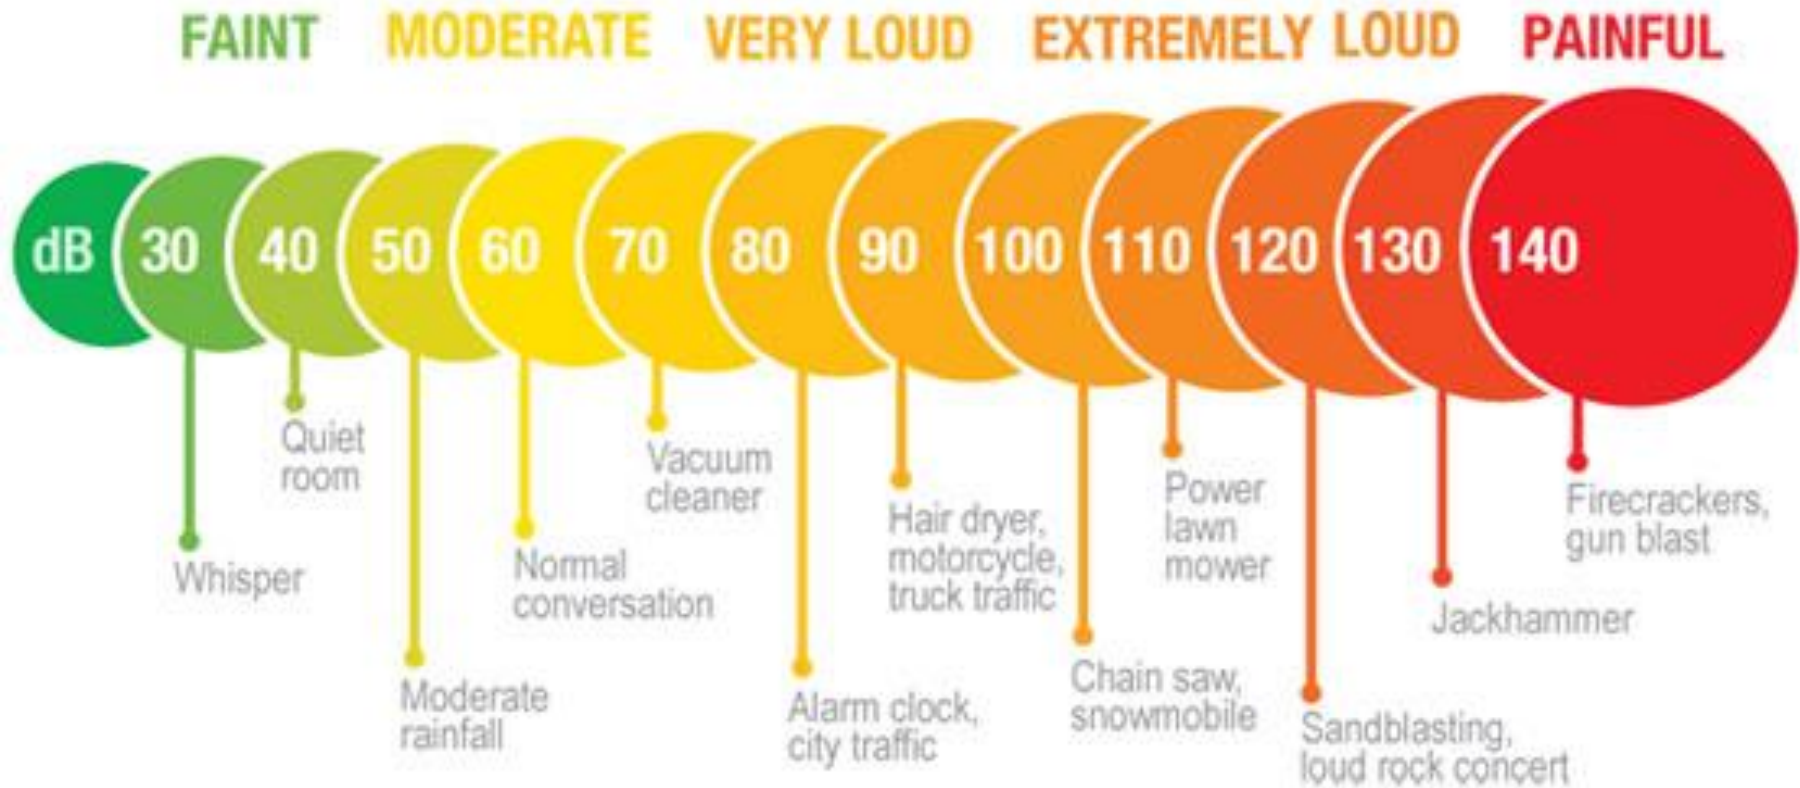 FAINT MODERATE VERY LOUD EXTREMELY LOUD PAINFUL
dB 30 40 50 60 70 80 90 100 110 120 130 140
Whisper
Quiet
room
Moderate
rainfall
Normal
conversation
Vacuum
cleaner
Alarm clock,
city traffic
Hair dryer,
motorcycle,
truck traffic
Chain saw,
snowmobile
Power
lawn
mower
Sandblasting,
loud rock concert
Jackhammer
Firecrackers,
gun blast